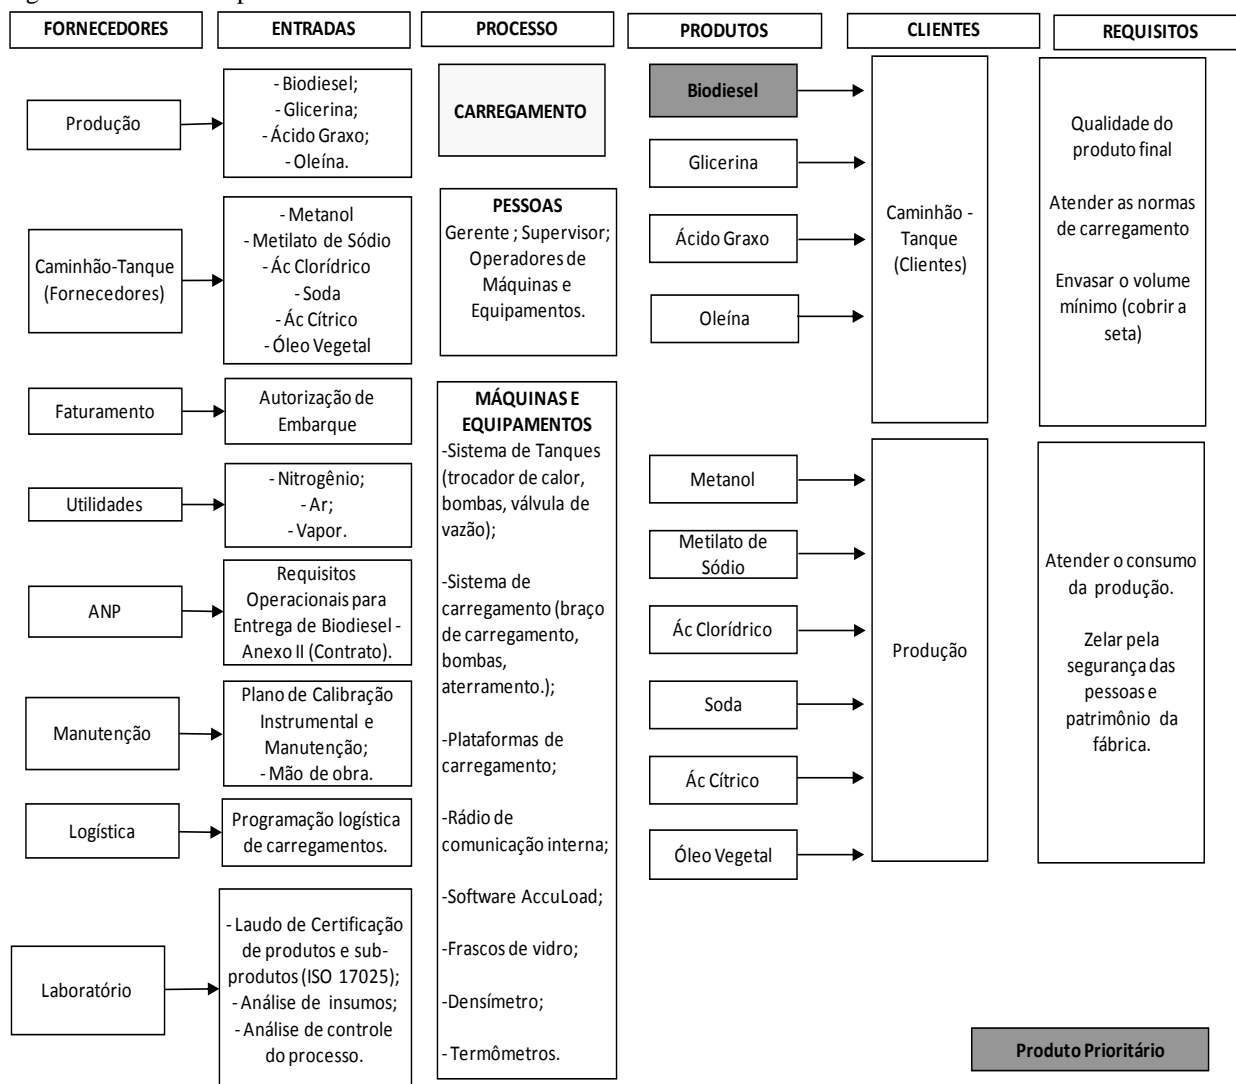 FORNECEDORES
ENTRADAS
PROCESSO
PRODUTOS
CLIENTES
REQUISITOS
Produção
- Biodiesel;
- Glicerina;
- Ácido Graxo;
- Oleína.
Caminhão-Tanque
(Fornecedores)
- Metanol
- Metilato de Sódio
- Ác Clorídrico
- Soda
- Ác Cítrico
- Óleo Vegetal
Faturamento
Autorização de
Embarque
Utilidades
- Nitrogênio;
- Ar;
- Vapor.
ANP
Requisitos
Operacionais para
Entrega de Biodiesel -
Anexo II (Contrato).
Manutenção
Plano de Calibração
Instrumental e
Manutenção;
- Mão de obra.
Logística
Programação logística
de carregamentos.
Laboratório
- Laudo de Certificação
de produtos e sub-
produtos (ISO 17025);
- Análise de insumos;
- Análise de controle
do processo.
CARREGAMENTO
PESSOAS
Gerente ; Supervisor;
Operadores de
Máquinas e
Equipamentos.
MÁQUINAS E
EQUIPAMENTOS
-Sistema de Tanques
(trocador de calor,
bombas, válvula de
vazão);
-Sistema de
carregamento (braço
de carregamento,
bombas,
aterramento.);
-Plataformas de
carregamento;
-Rádio de
comunicação interna;
-Software AccuLoad;
-Frascos de vidro;
-Densímetro;
- Termômetros.
Biodiesel
Glicerina
Ácido Graxo
Oleína
Metanol
Metilato de
Sódio
Ác Clorídrico
Soda
Ác Cítrico
Óleo Vegetal
Caminhão -
Tanque
(Clientes)
Produção
Qualidade do
produto final
Atender as normas
de carregamento
Envasar o volume
mínimo (cobrir a
seta)
Atender o consumo
da produção.
Zelar pela
segurança das
pessoas e
patrimônio da
fábrica.
Produto Prioritário